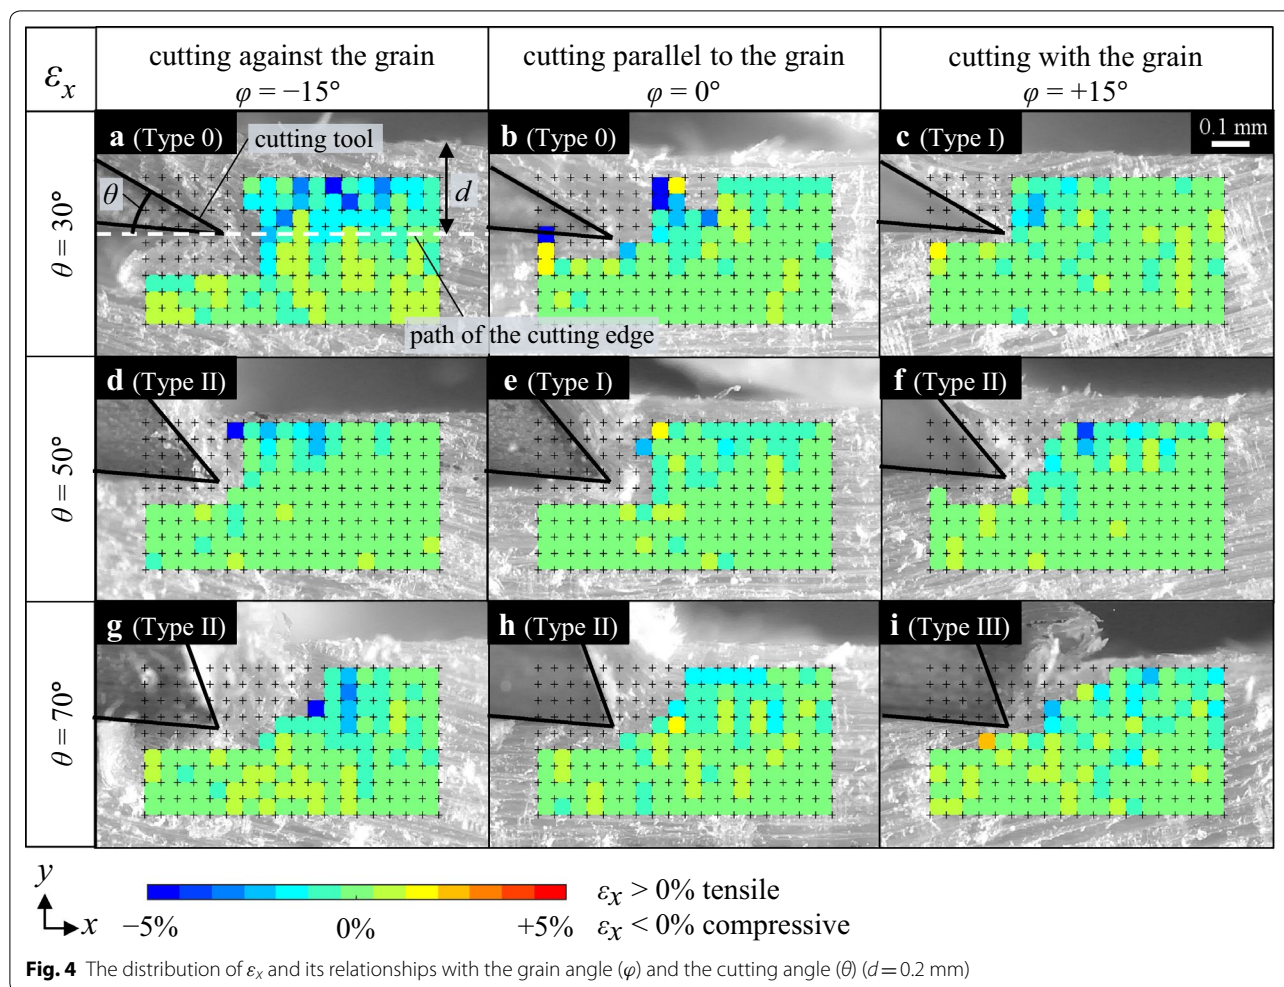 εx
cutting against the grain
φ = −15°
cutting parallel to the grain
φ = 0°
cutting with the grain
φ = +15°
θ = 30°
a (Type 0)
cutting tool
θ
d
path of the cutting edge
b (Type 0)
c (Type I)
0.1 mm
θ = 50°
d (Type II)
e (Type I)
f (Type II)
θ = 70°
g (Type II)
h (Type II)
i (Type III)
y
x
−5%
0%
+5%
εx > 0% tensile
εx < 0% compressive
Fig. 4 The distribution of εx and its relationships with the grain angle (φ) and the cutting angle (θ) (d = 0.2 mm)